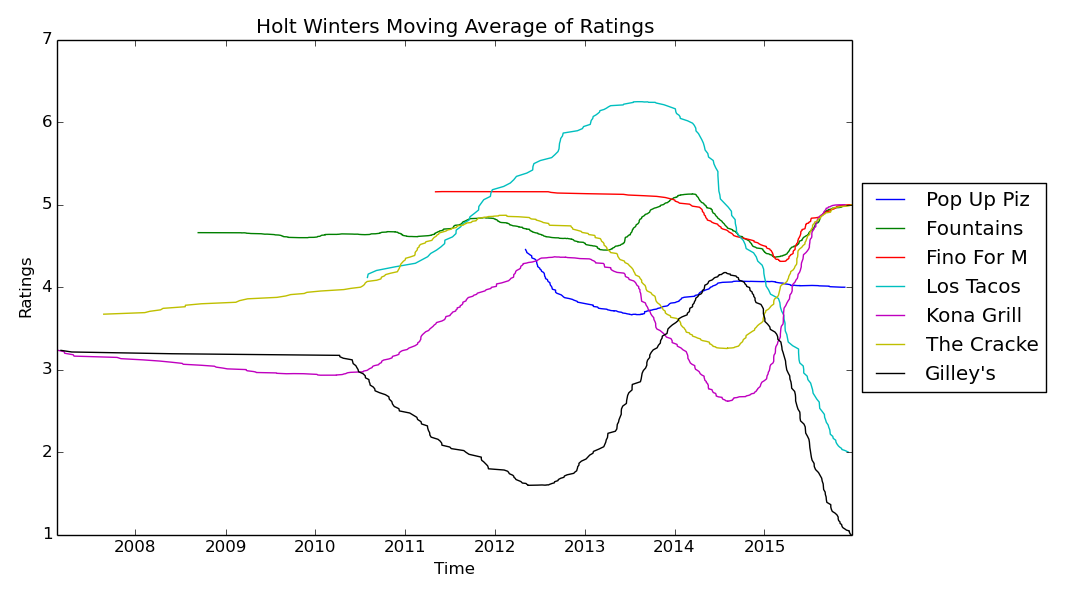 Holt Winters Moving Average of Ratings
7
6
5
4
3
2
1
Ratings
2008 2009 2010 2011 2012 2013 2014 2015
Time
Pop Up Piz
Fountains
Fino For M
Los Tacos
Kona Grill
The Cracke
Gilley's